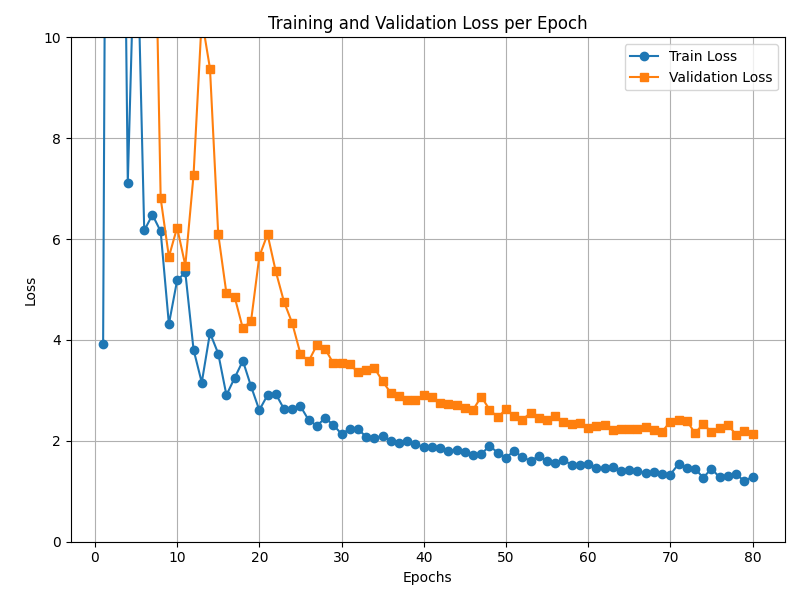 Training and Validation Loss per Epoch
Train Loss
Validation Loss
Loss
10
8
6
4
2
0
0 10 20 30 40 50 60 70 80
Epochs